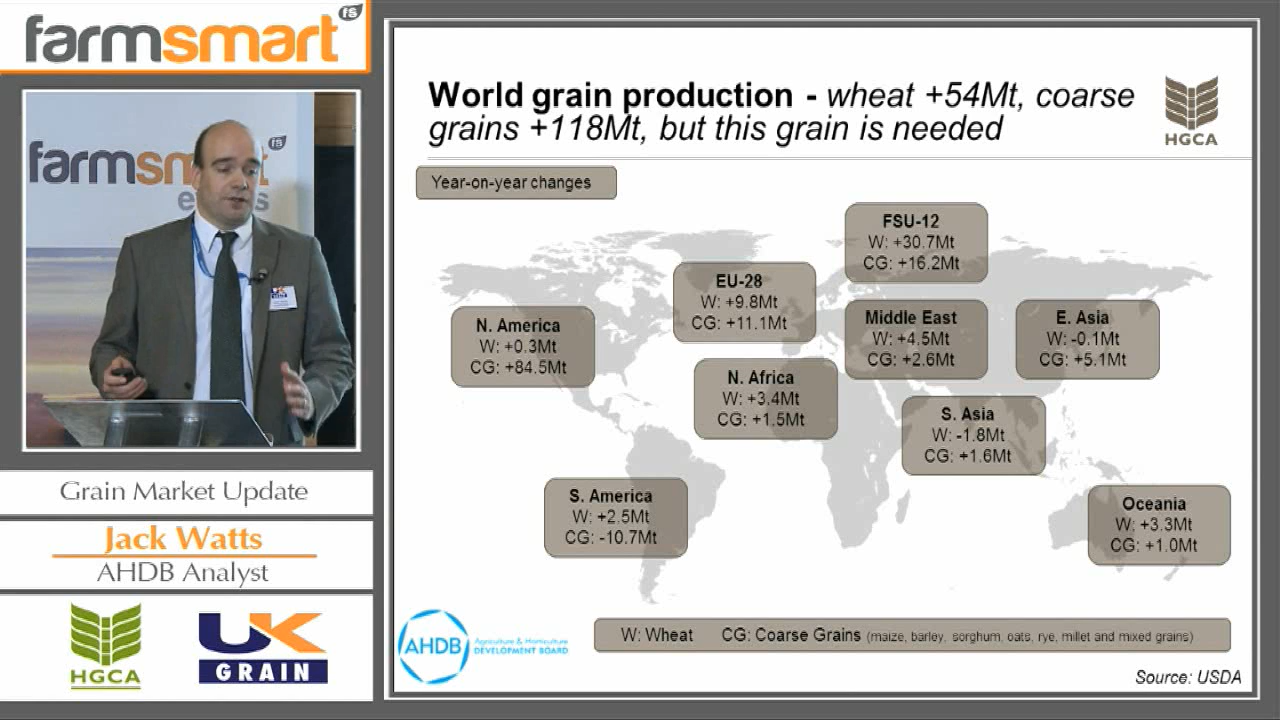 farmsmart fs
farmsm
fs
e s
UK
Grain Market Update
Jack Watts
AHDB Analyst
HGCA
UK
GRAIN
World grain production - wheat +54Mt, coarse
grains +118Mt, but this grain is needed
HGCA
Year-on-year changes
FSU-12
W: +30.7Mt
CG: +16.2Mt
EU-28
W: +9.8Mt
CG: +11.1Mt
N. America
W: +0.3Mt
CG: +84.5Mt
Middle East
W: +4.5Mt
CG: +2.6Mt
E. Asia
W: -0.1Mt
CG: +5.1Mt
N. Africa
W: +3.4Mt
CG: +1.5Mt
S. Asia
W: -1.8Mt
CG: +1.6Mt
S. America
W: +2.5Mt
CG: -10.7Mt
Oceania
W: +3.3Mt
CG: +1.0Mt
AHDB
Agriculture & Horticulture
DEVELOPMENT BOARD
W: Wheat CG: Coarse Grains (maize, barley, sorghum, oats, rye, millet and mixed grains)
Source: USDA